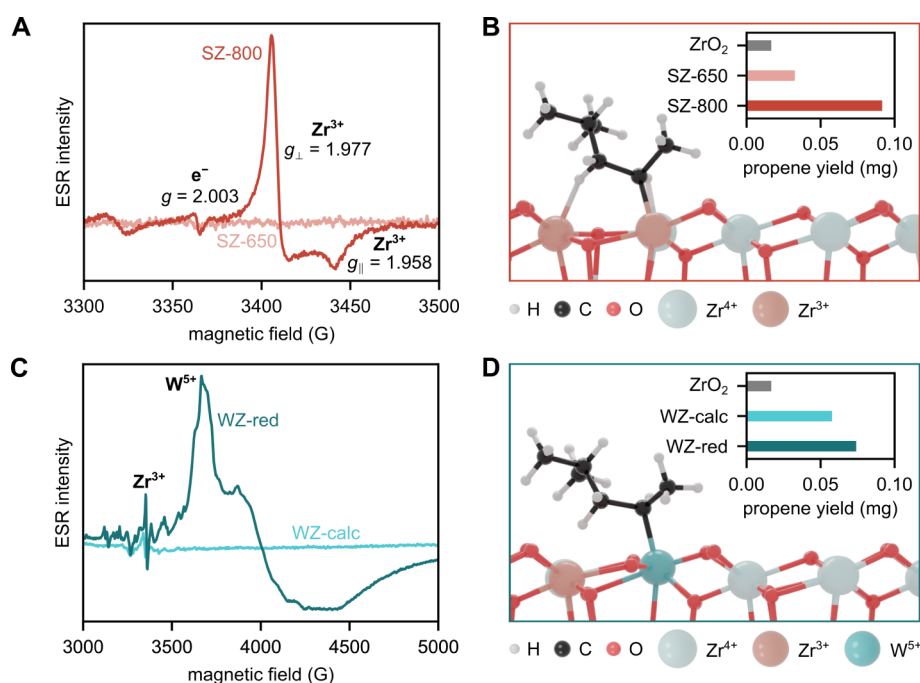 A
ESR intensity
SZ-800
Zr³⁺
g⊥ = 1.977
e⁻
g = 2.003
SZ-650
Zr³⁺
g∥ = 1.958
3300 3350 3400 3450 3500
magnetic field (G)
B
ZrO₂
SZ-650
SZ-800
0.00 0.05 0.10
propene yield (mg)
H C O Zr⁴⁺ Zr³⁺
C
ESR intensity
W⁵⁺
WZ-red
Zr³⁺
WZ-calc
3000 3500 4000 4500 5000
magnetic field (G)
D
ZrO₂
WZ-calc
WZ-red
0.00 0.05 0.10
propene yield (mg)
H C O Zr⁴⁺ Zr³⁺ W⁵⁺